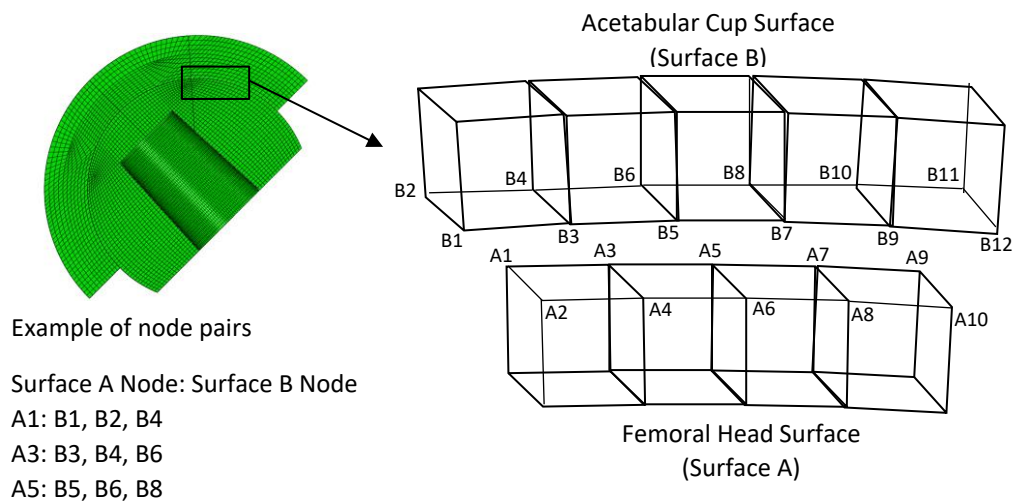 Acetabular Cup Surface
(Surface B)
B2
B4
B6
B8
B10
B11
B1
B3
B5
B7
B9
B12
A1
A3
A5
A7
A9
A2
A4
A6
A8
A10
Femoral Head Surface
(Surface A)
Example of node pairs
Surface A Node: Surface B Node
A1: B1, B2, B4
A3: B3, B4, B6
A5: B5, B6, B8